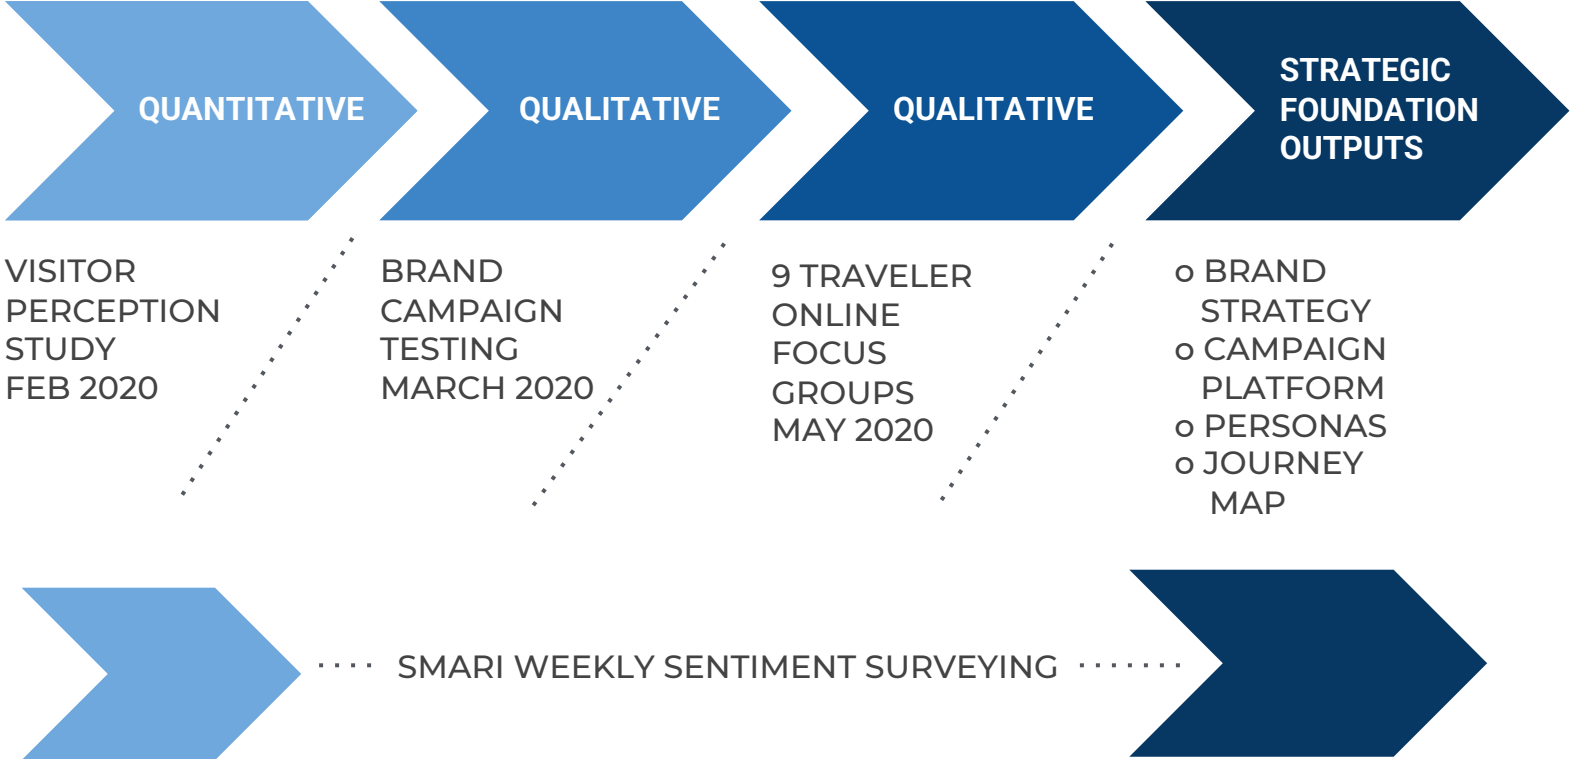 QUANTITATIVE
QUALITATIVE
QUALITATIVE
STRATEGIC
FOUNDATION
OUTPUTS
VISITOR
PERCEPTION
STUDY
FEB 2020
BRAND
CAMPAIGN
TESTING
MARCH 2020
9 TRAVELER
ONLINE
FOCUS
GROUPS
MAY 2020
o BRAND
STRATEGY
o CAMPAIGN
PLATFORM
o PERSONAS
o JOURNEY
MAP
SMARI WEEKLY SENTIMENT SURVEYING